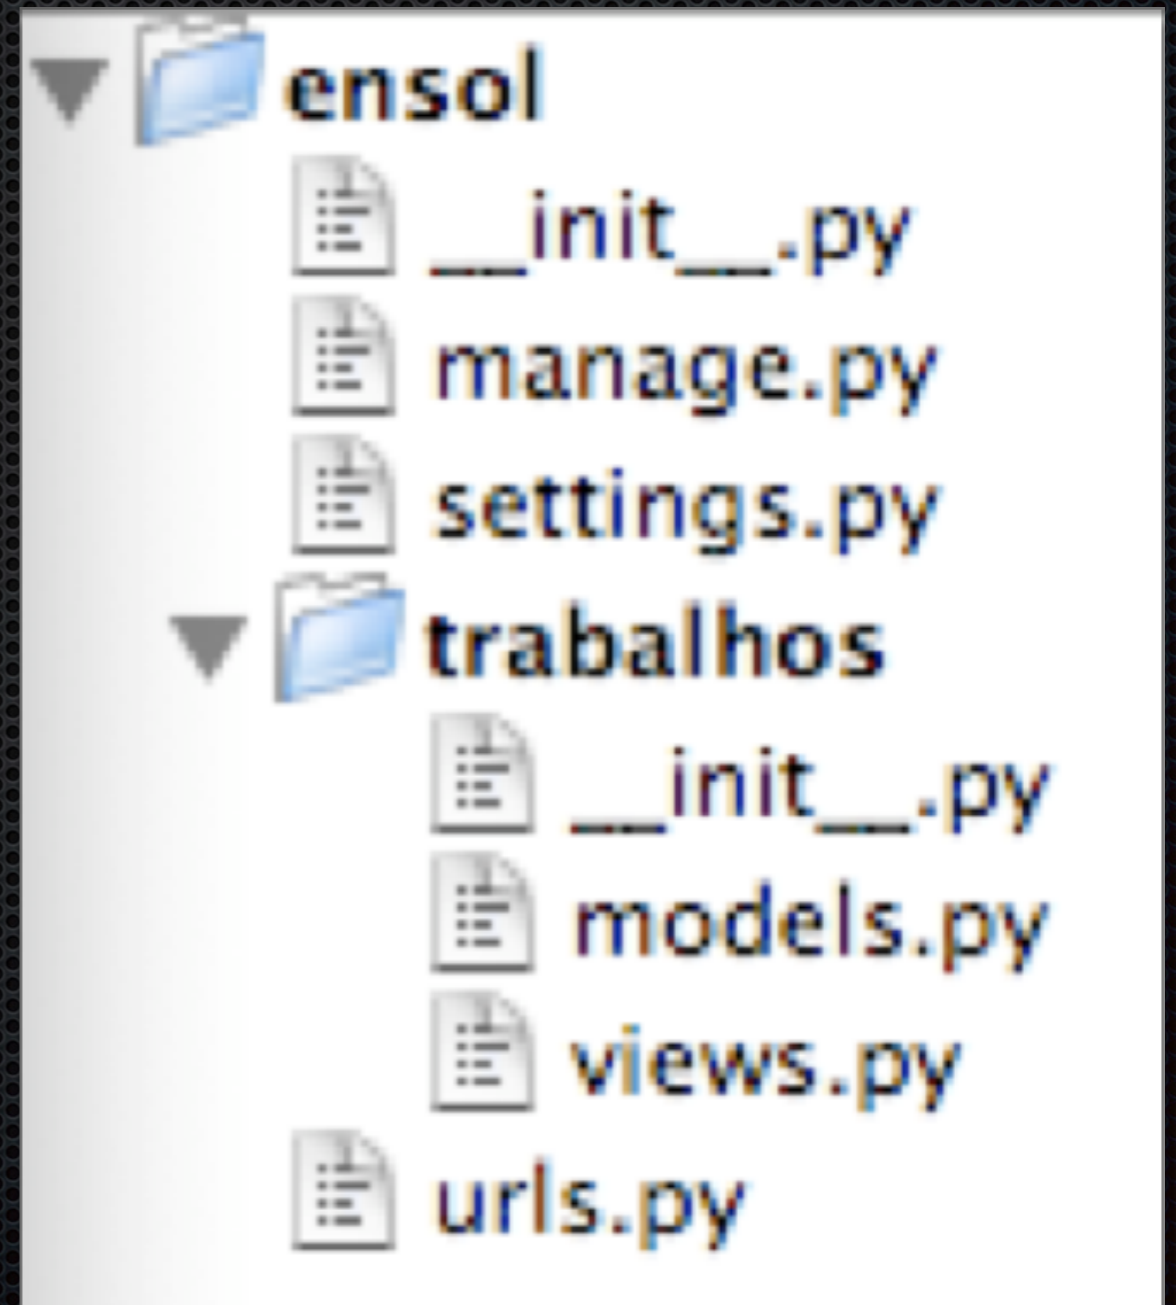 ensol
__init__.py
manage.py
settings.py
trabalhos
__init__.py
models.py
views.py
urls.py